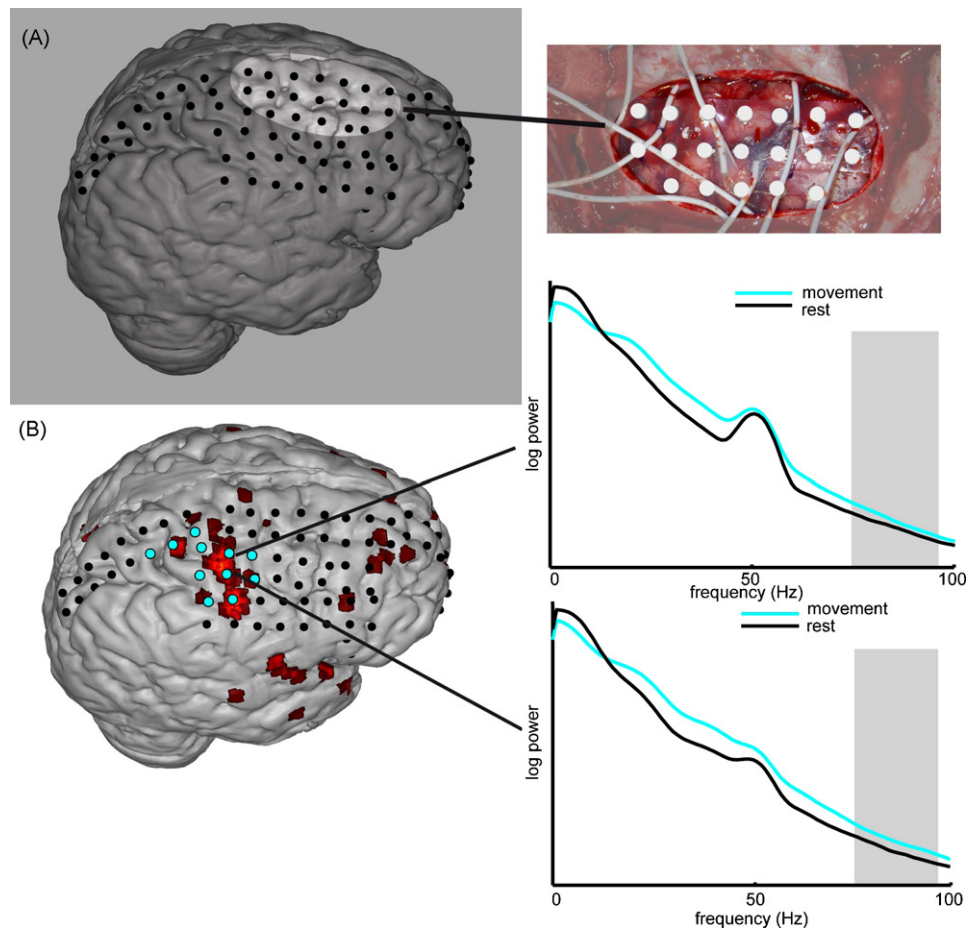 (A)
movement
rest
log power
0 50 100
frequency (Hz)
(B)
movement
rest
log power
0 50 100
frequency (Hz)